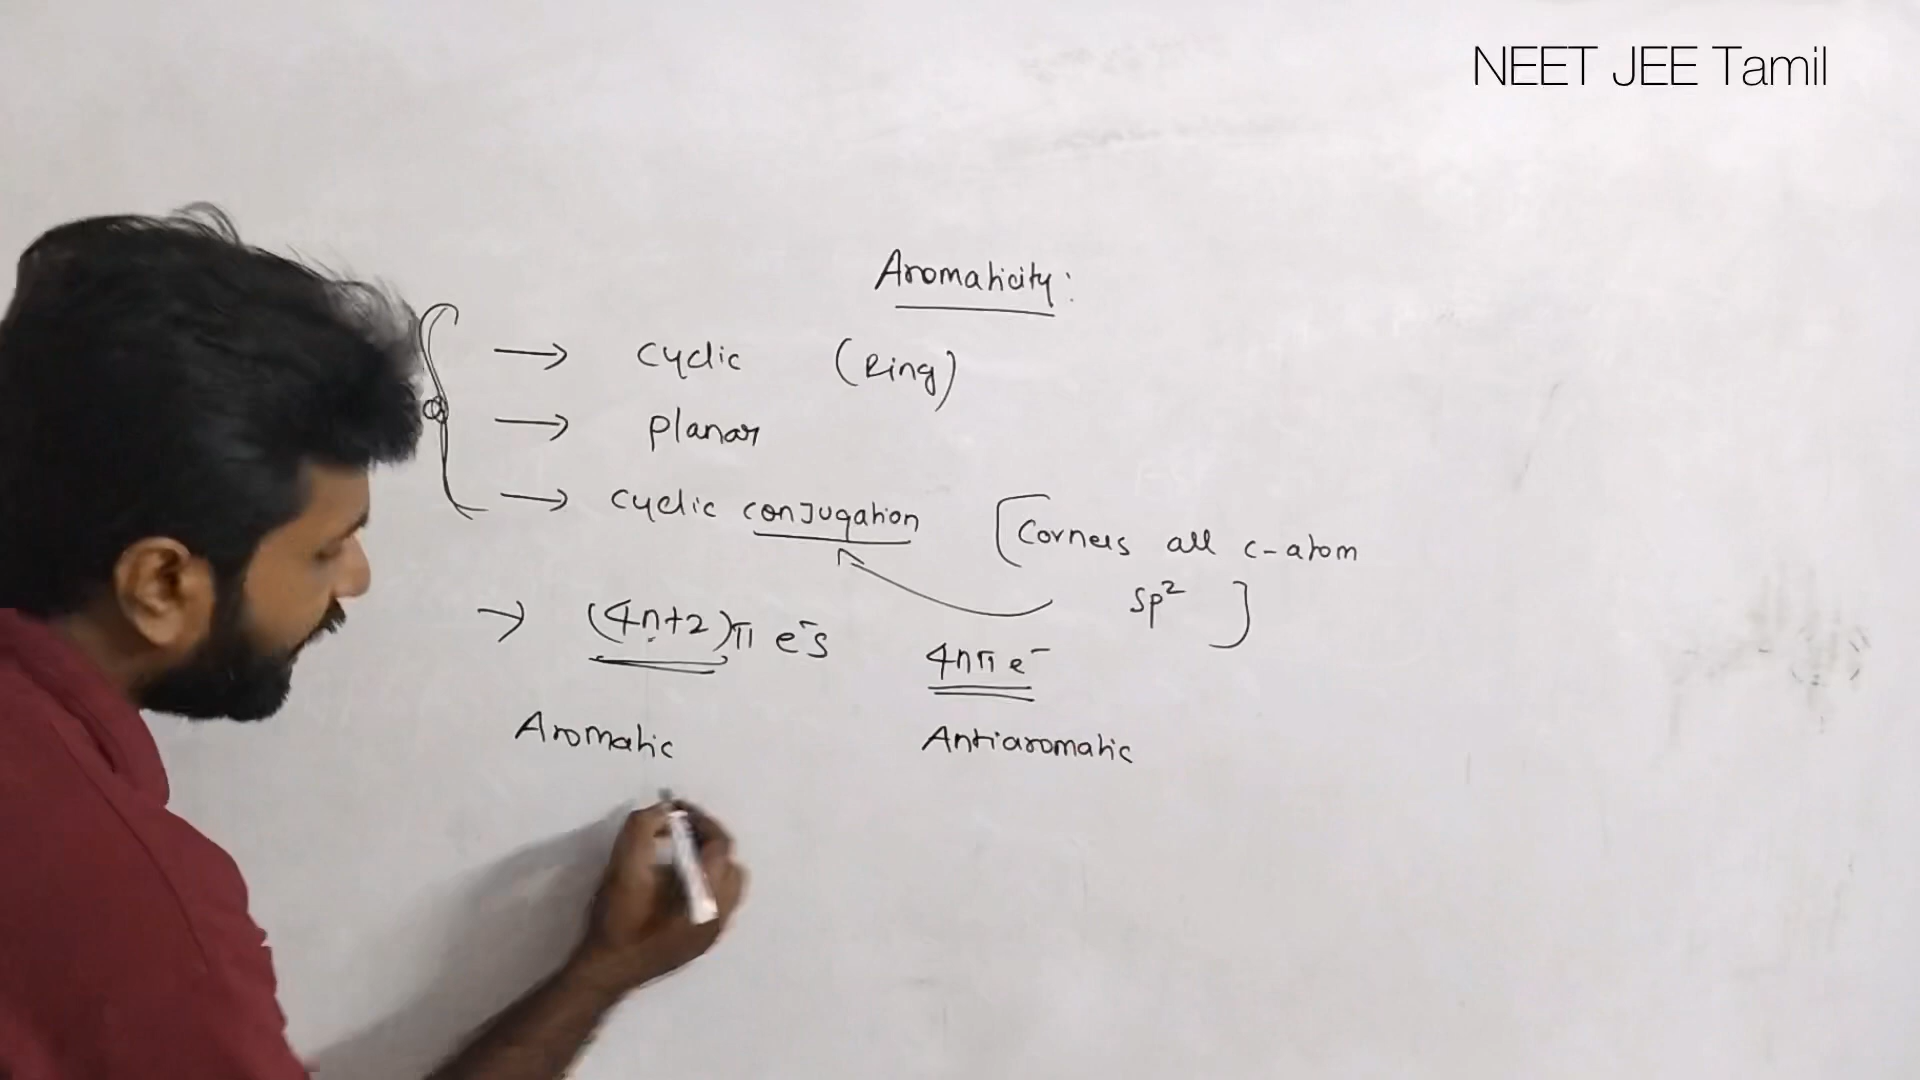 NEET JEE Tamil
Aromaticity:
→ cyclic (Ring)
→ planar
→ cyclic conjugation [Corners all c-atom
sp²]
→ (4n+2)π e⁻s 4nπ e⁻
Aromatic Antiaromatic